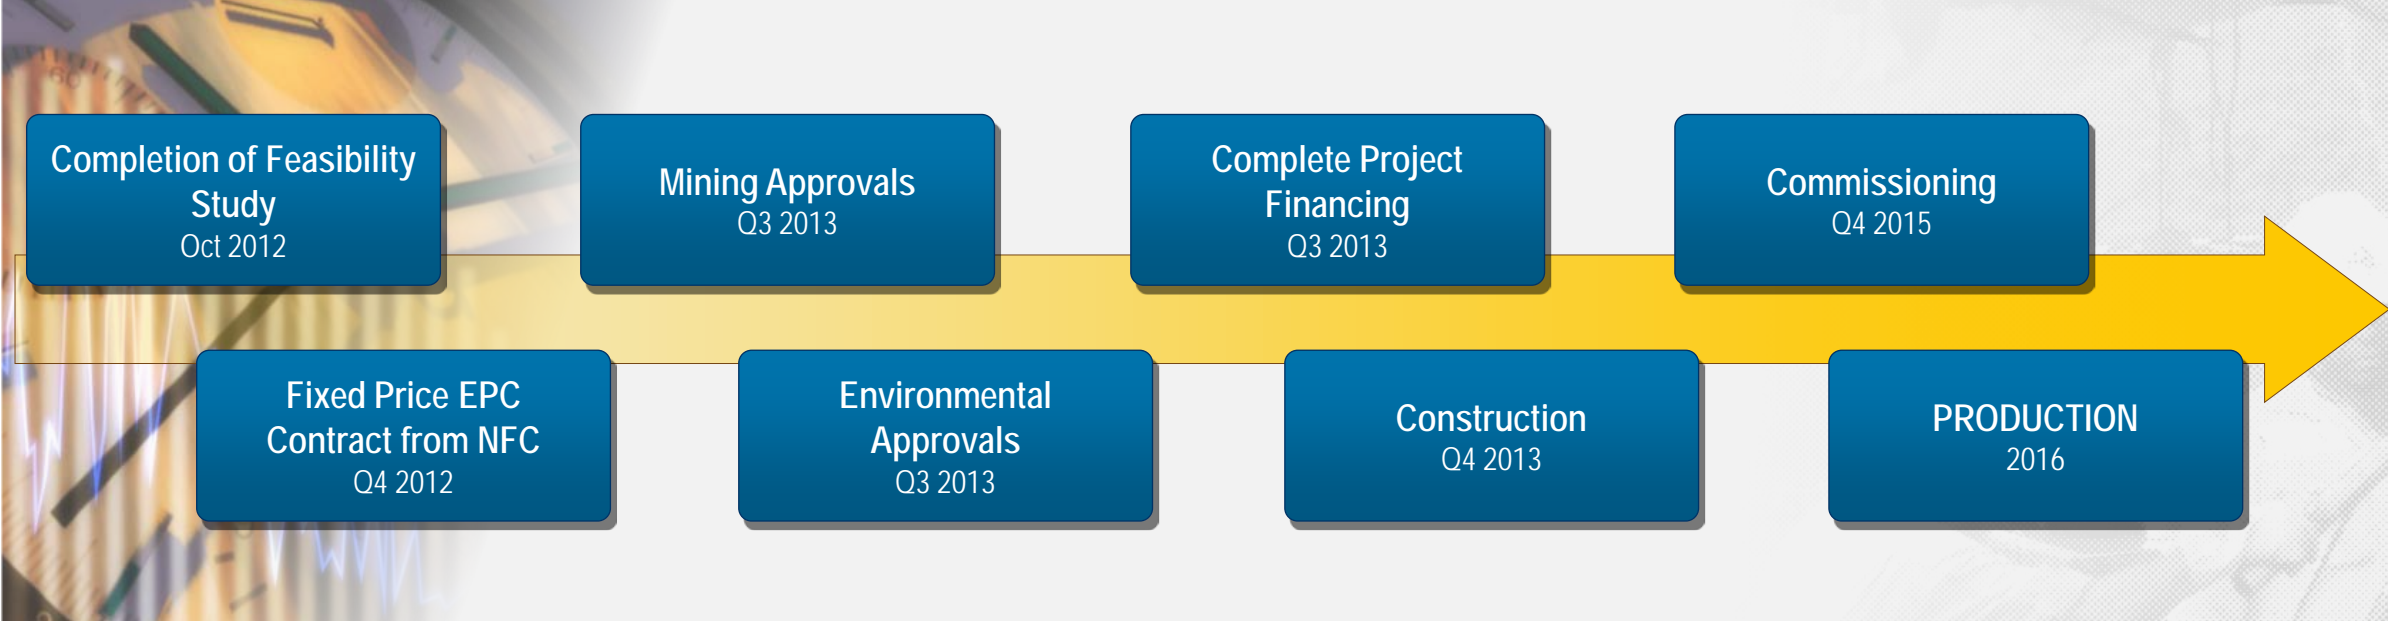 Completion of Feasibility
Study
Oct 2012
Fixed Price EPC
Contract from NFC
Q4 2012
Mining Approvals
Q3 2013
Environmental
Approvals
Q3 2013
Complete Project
Financing
Q3 2013
Construction
Q4 2013
Commissioning
Q4 2015
PRODUCTION
2016
60